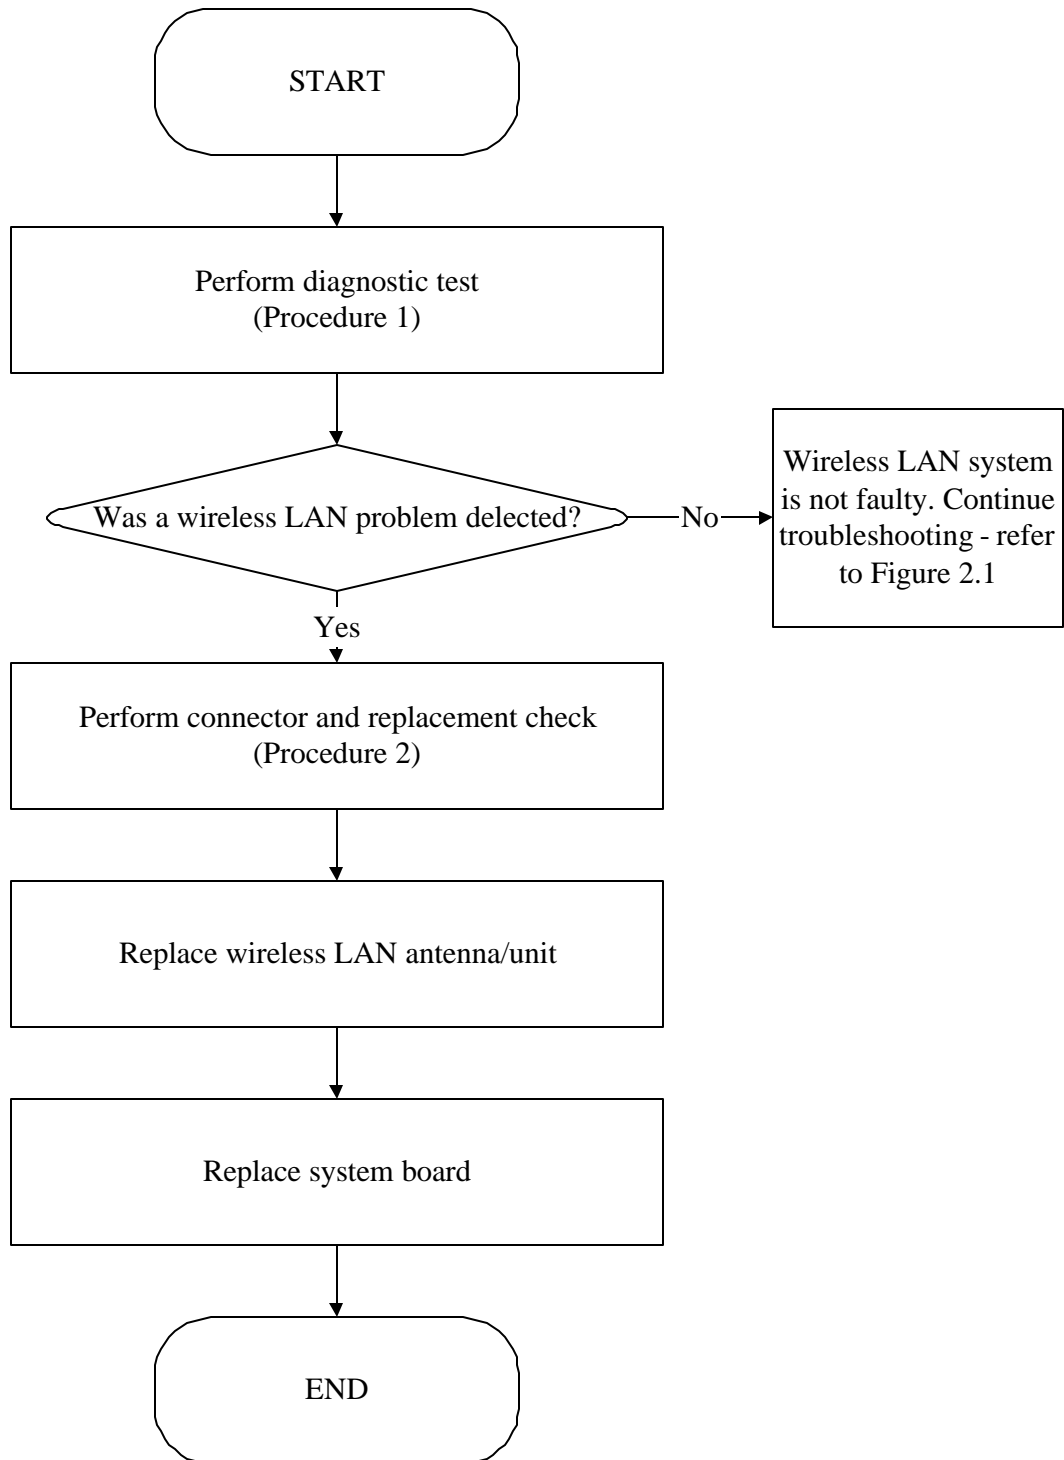 START
Perform diagnostic test
(Procedure 1)
Was a wireless LAN problem delected?
No
Wireless LAN system
is not faulty. Continue
troubleshooting - refer
to Figure 2.1
Yes
Perform connector and replacement check
(Procedure 2)
Replace wireless LAN antenna/unit
Replace system board
END